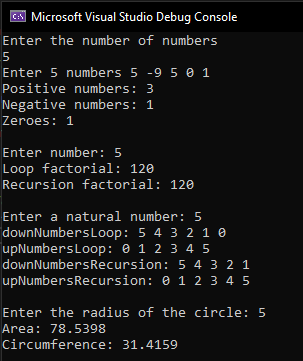 Microsoft Visual Studio Debug Console
Enter the number of numbers
5
Enter 5 numbers 5 -9 5 0 1
Positive numbers: 3
Negative numbers: 1
Zeroes: 1
Enter number: 5
Loop factorial: 120
Recursion factorial: 120
Enter a natural number: 5
downNumbersLoop: 5 4 3 2 1 0
upNumbersLoop: 0 1 2 3 4 5
downNumbersRecursion: 5 4 3 2 1
upNumbersRecursion: 0 1 2 3 4 5
Enter the radius of the circle: 5
Area: 78.5398
Circumference: 31.4159